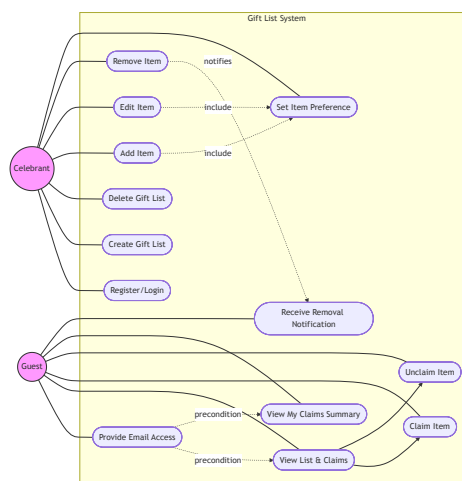 Gift List System
Remove Item
notifies
Edit Item
include
Set Item Preference
Add Item
include
Celebrant
Delete Gift List
Create Gift List
Register/Login
Receive Removal
Notification
Guest
Unclaim Item
precondition
View My Claims Summary
Claim Item
Provide Email Access
precondition
View List & Claims